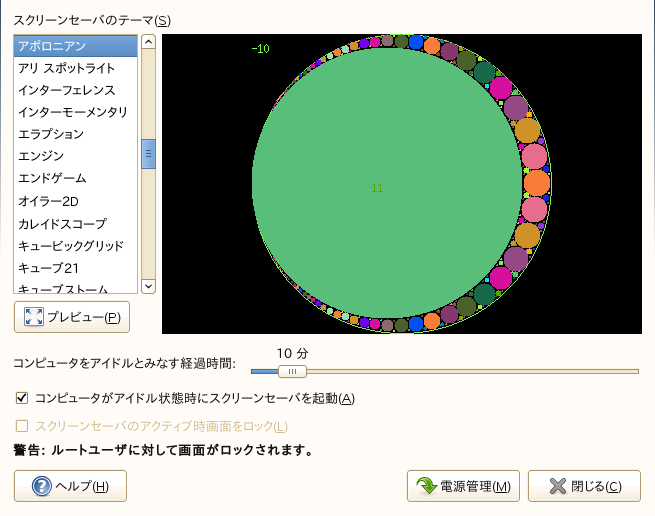 スクリーンセーバのテーマ(S)
アポロニアン
アリ スポットライト
インターフェレンス
インターモーメンタリ
エラプション
エンジン
エンドゲーム
オイラー2D
カレイドスコープ
キュービックグリッド
キューブ21
キューブストーム
-10
11
プレビュー(P)
コンピュータをアイドルとみなす経過時間:
10 分
コンピュータがアイドル状態時にスクリーンセーバを起動(A)
スクリーンセーバのアクティブ時画面をロック(L)
警告: ルートユーザに対して画面がロックされます。
ヘルプ(H)
電源管理(M)
閉じる(C)